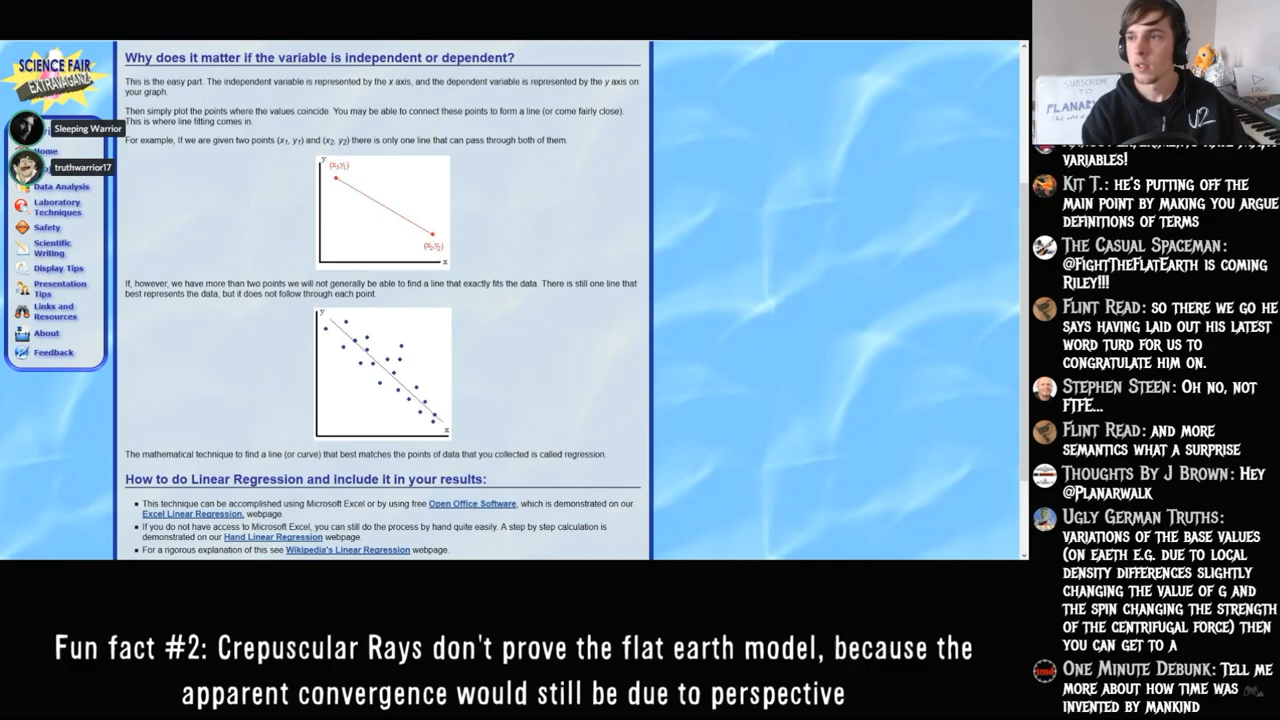 SCIENCE FAIR
EXTRAVAGANZA
Sleeping Warrior
Home
truthwarrior17
Data Analysis
Laboratory
Techniques
Safety
Scientific
Writing
Display Tips
Presentation
Tips
Links and
Resources
About
Feedback
Why does it matter if the variable is independent or dependent?
This is the easy part. The independent variable is represented by the x axis, and the dependent variable is represented by the y axis on
your graph.
Then simply plot the points where the values coincide. You may be able to connect these points to form a line (or come fairly close).
This is where line fitting comes in.
For example, If we are given two points (x1, y1) and (x2, y2) there is only one line that can pass through both of them.
y
(x1,y1)
(x2,y2)
x
If, however, we have more than two points we will not generally be able to find a line that exactly fits the data. There is still one line that
best represents the data, but it does not follow through each point.
y
x
The mathematical technique to find a line (or curve) that best matches the points of data that you collected is called regression.
How to do Linear Regression and include it in your results:
This technique can be accomplished using Microsoft Excel or by using free Open Office Software, which is demonstrated on our
Excel Linear Regression, webpage.
If you do not have access to Microsoft Excel, you can still do the process by hand quite easily. A step by step calculation is
demonstrated on our Hand Linear Regression webpage.
For a rigorous explanation of this see Wikipedia's Linear Regression webpage.
SUBSCRIBE
TO
PLANAR
U2
VARIABLES!
KIT T.: HE'S PUTTING OFF THE
MAIN POINT BY MAKING YOU ARGUE
DEFINITIONS OF TERMS
THE CASUAL SPACEMAN:
@FIGHTTHEFLATEARTH IS COMING
RILEY!!!
FLINT READ: SO THERE WE GO HE
SAYS HAVING LAID OUT HIS LATEST
WORD TURD FOR US TO
CONGRATULATE HIM ON.
STEPHEN STEEN: OH NO, NOT
FTFE...
FLINT READ: AND MORE
SEMANTICS WHAT A SURPRISE
THOUGHTS BY J BROWN: HEY
@PLANARWALK
UGLY GERMAN TRUTHS:
VARIATIONS OF THE BASE VALUES
(ON EAETH E.G. DUE TO LOCAL
DENSITY DIFFERENCES SLIGHTLY
CHANGING THE VALUE OF G AND
THE SPIN CHANGING THE STRENGTH
OF THE CENTRIFUGAL FORCE) THEN
YOU CAN GET TO A
1md
ONE MINUTE DEBUNK: TELL ME
MORE ABOUT HOW TIME WAS
INVENTED BY MANKIND
Fun fact #2: Crepuscular Rays don't prove the flat earth model, because the
apparent convergence would still be due to perspective